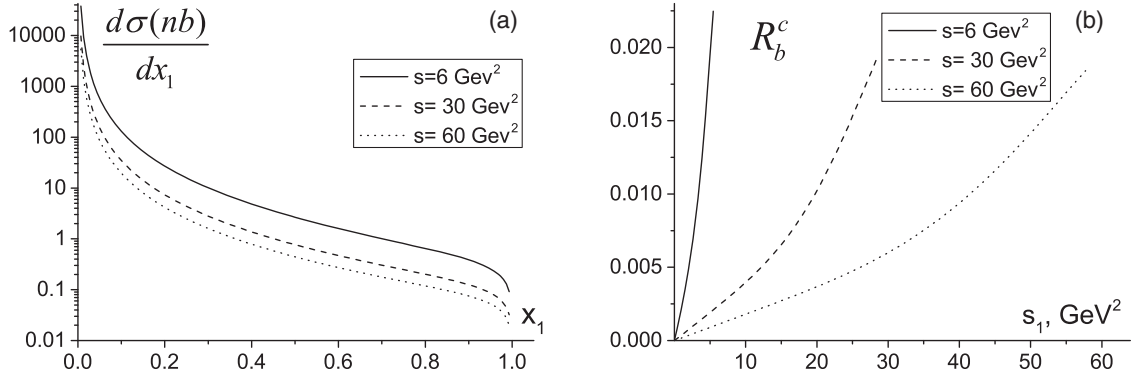 (a)
dσ(nb)
dx₁
s=6 Gev²
s= 30 Gev²
s= 60 Gev²
10000
1000
100
10
1
0.1
0.01
0.0 0.2 0.4 0.6 0.8 1.0
x₁
(b)
R_b^c
s=6 Gev²
s= 30 Gev²
s= 60 Gev²
0.020
0.015
0.010
0.005
0.000
10 20 30 40 50 60
s₁, GeV²